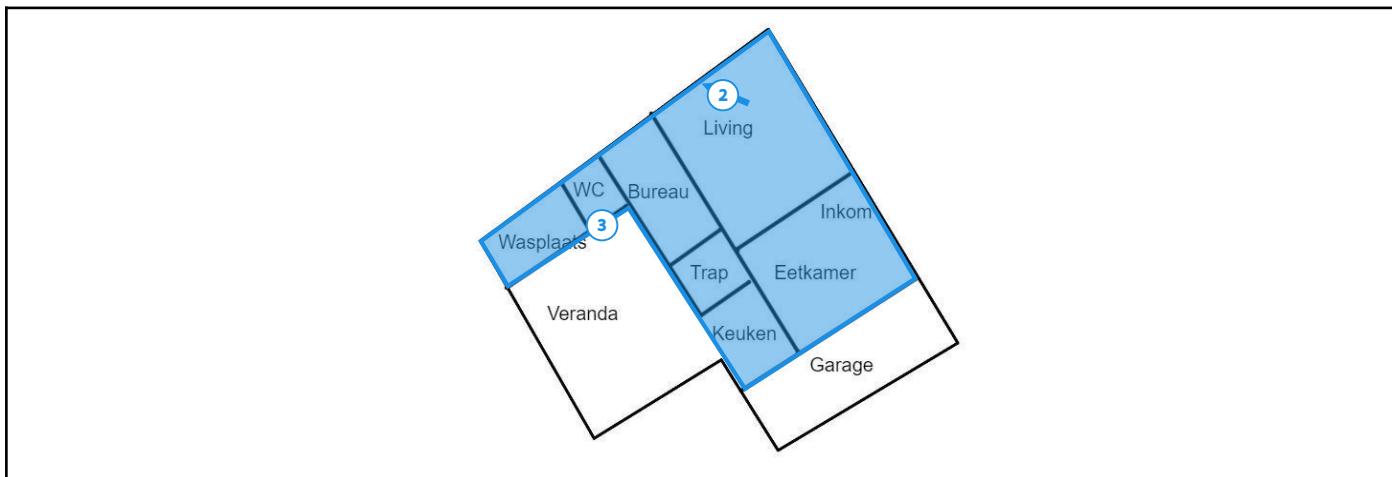 2
Living
WC
Bureau
Inkom
3
Wasplaats
Trap
Eetkamer
Veranda
Keuken
Garage